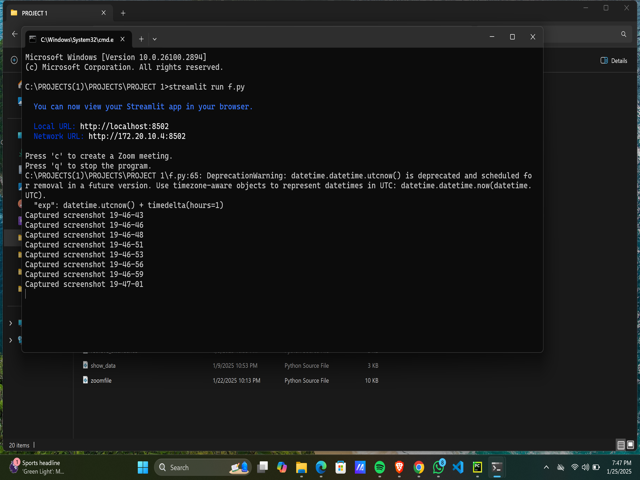 PROJECT 1
C:\Windows\System32\cmd.e
Details
Microsoft Windows [Version 10.0.26100.2894]
(c) Microsoft Corporation. All rights reserved.
C:\PROJECTS(1)\PROJECTS\PROJECT 1>streamlit run f.py
You can now view your Streamlit app in your browser.
Local URL: http://localhost:8502
Network URL: http://172.20.10.4:8502
Press 'c' to create a Zoom meeting.
Press 'q' to stop the program.
C:\PROJECTS(1)\PROJECTS\PROJECT 1\f.py:65: DeprecationWarning: datetime.datetime.utcnow() is deprecated and scheduled fo
r removal in a future version. Use timezone-aware objects to represent datetimes in UTC: datetime.datetime.now(datetime.
UTC).
"exp": datetime.utcnow() + timedelta(hours=1)
Captured screenshot 19-46-43
Captured screenshot 19-46-46
Captured screenshot 19-46-48
Captured screenshot 19-46-51
Captured screenshot 19-46-53
Captured screenshot 19-46-56
Captured screenshot 19-46-59
Captured screenshot 19-47-01
show_data 1/9/2025 10:53 PM Python Source File 3 KB
zoomfile 1/22/2025 10:13 PM Python Source File 10 KB
20 items
Sports headline
'Green Light': M...
Search
7:47 PM
1/25/2025